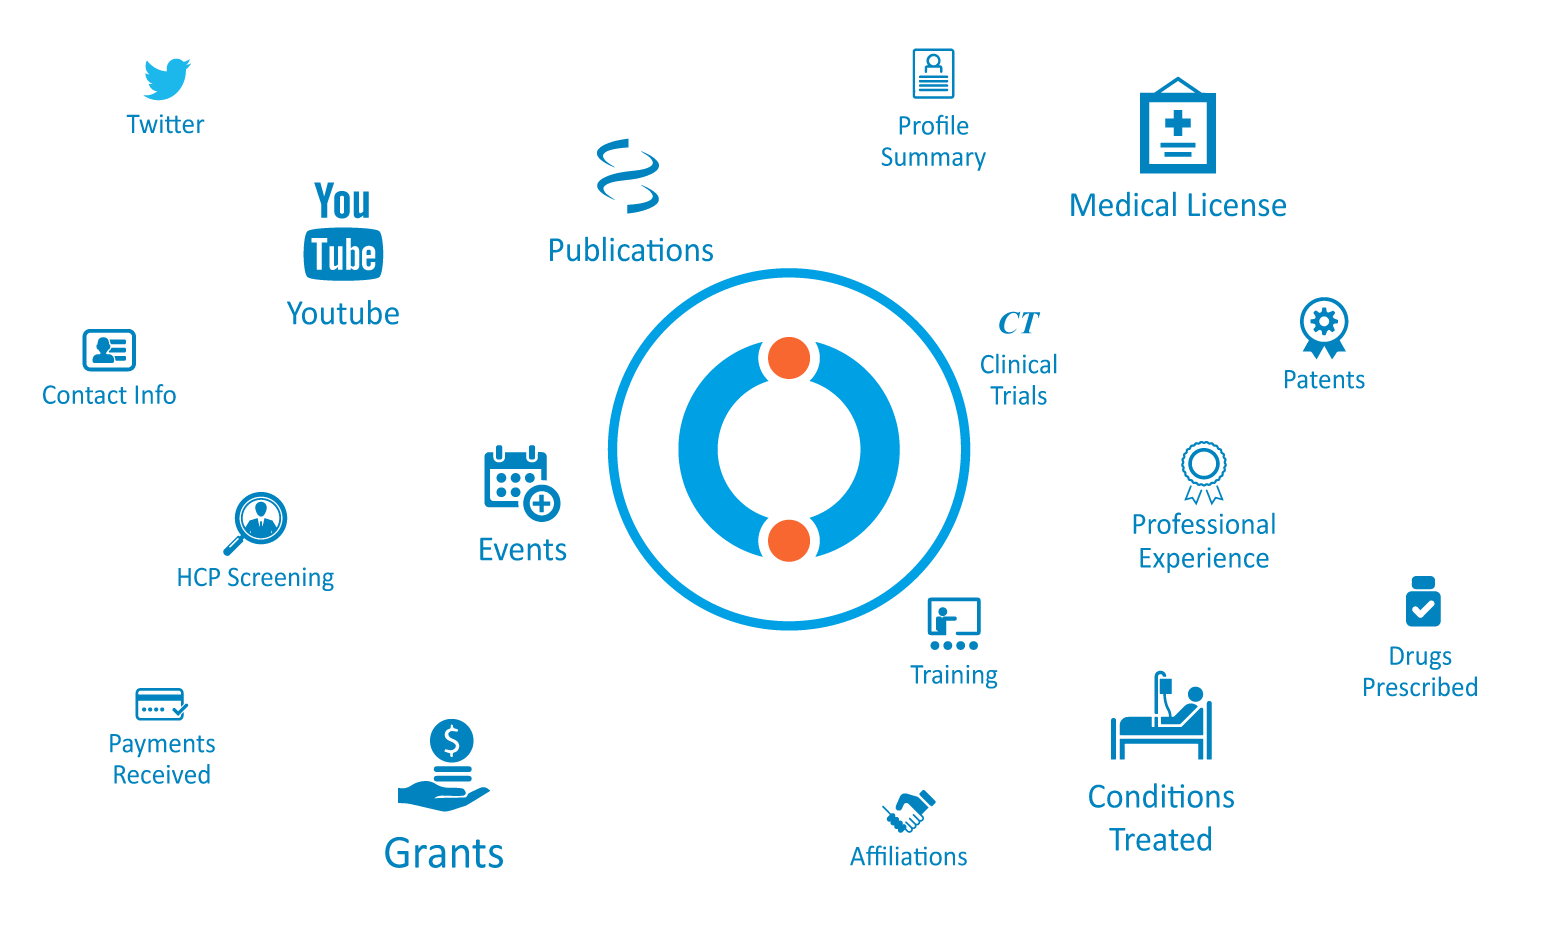 Twitter
Profile
Summary
Medical License
You
Tube
Youtube
Publications
CT
Clinical
Trials
Patents
Contact Info
Events
HCP Screening
Professional
Experience
Training
Drugs
Prescribed
$
Payments
Received
Grants
Affiliations
Conditions
Treated